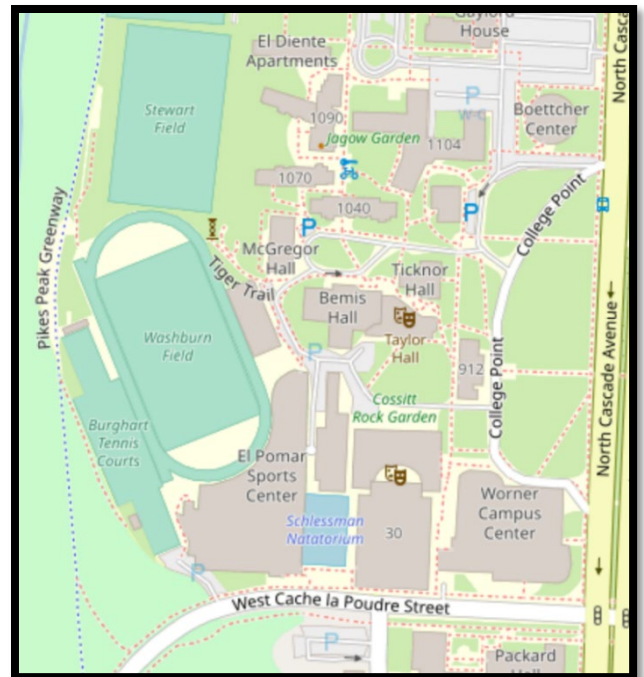 Gaylord
House
North Casca
El Diente
Apartments
P
W-C
Boettcher
Center
Stewart
Field
1090
Jagow Garden
1104
1070
1040
P
P
College Point
Pikes Peak Greenway
McGregor
Hall
Tiger Trail
Ticknor
Hall
Bemis
Hall
Taylor
Hall
Washburn
Field
P
912
College Point
North Cascade Avenue
Cossitt
Rock Garden
Burghart
Tennis
Courts
El Pomar
Sports
Center
Schlessman
Natatorium
30
Worner
Campus
Center
P
West Cache la Poudre Street
P
Packard
Hall